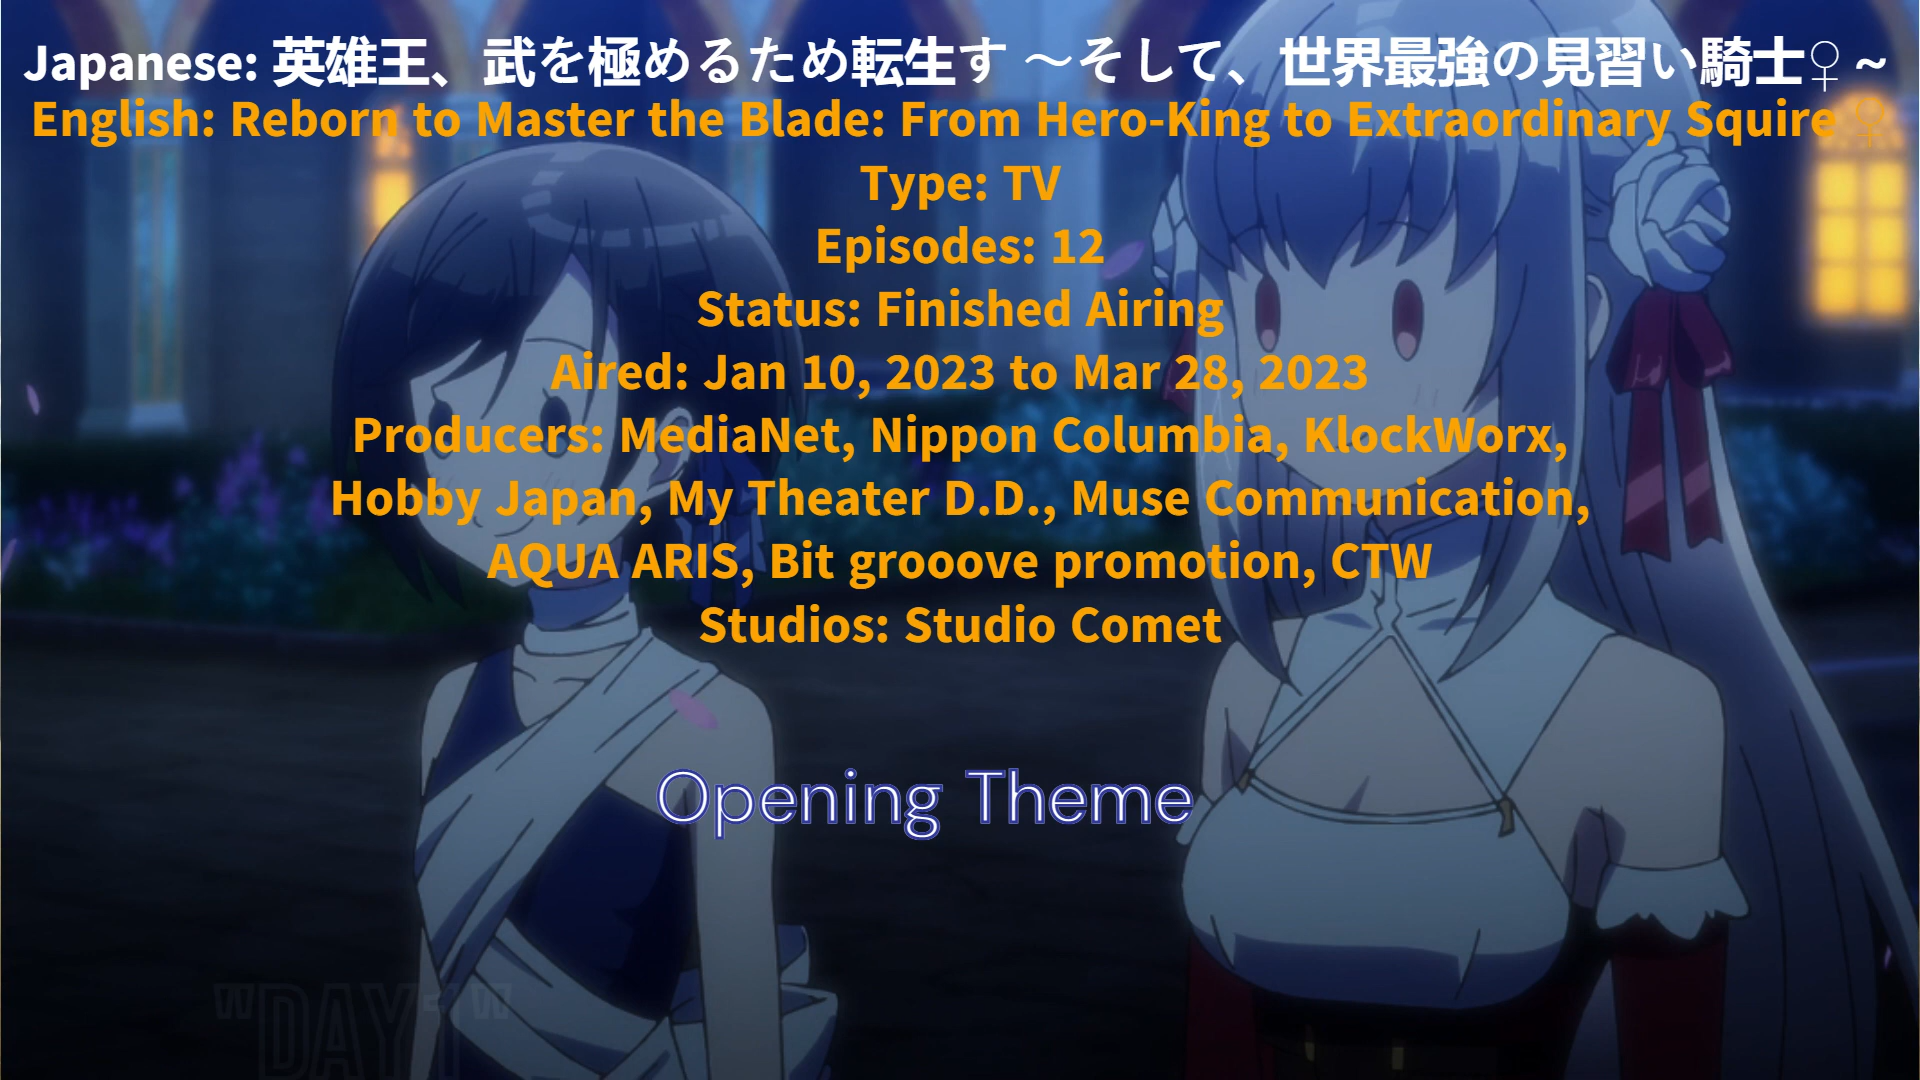 Japanese: 英雄王、武を極めるため転生す ～そして、世界最強の見習い騎士♀ ~
English: Reborn to Master the Blade: From Hero-King to Extraordinary Squire ♀
Type: TV
Episodes: 12
Status: Finished Airing
Aired: Jan 10, 2023 to Mar 28, 2023
Producers: MediaNet, Nippon Columbia, KlockWorx,
Hobby Japan, My Theater D.D., Muse Communication,
AQUA ARIS, Bit grooove promotion, CTW
Studios: Studio Comet
Opening Theme
"DAY1"